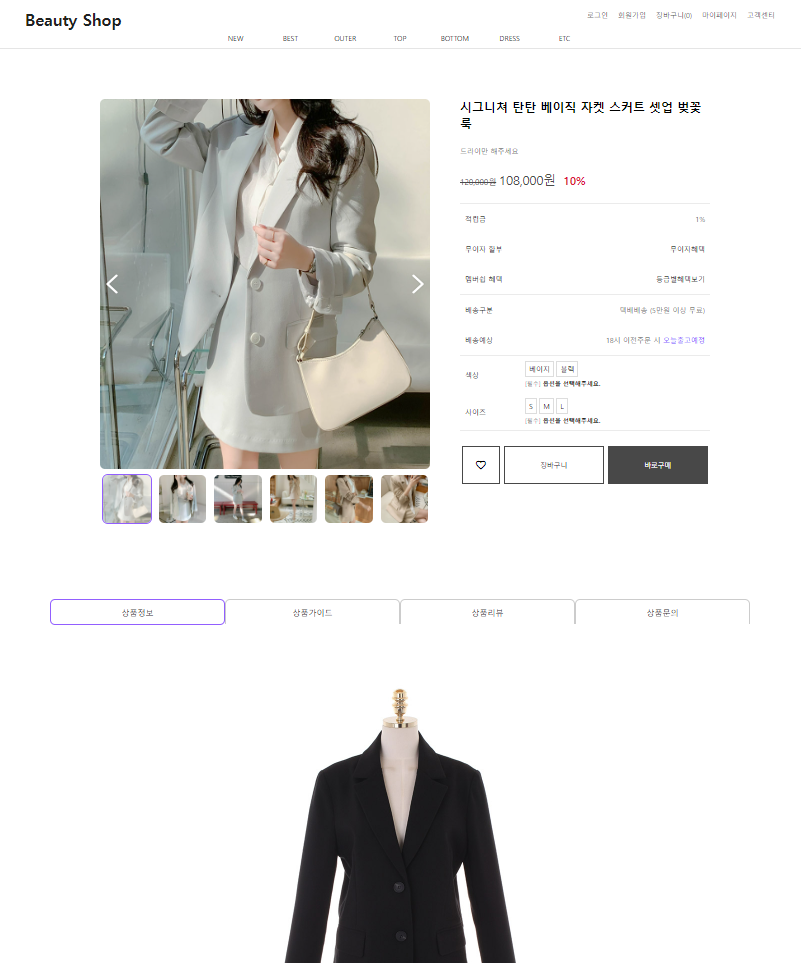 Beauty Shop
로그인 회원가입 장바구니(0) 마이페이지 고객센터
NEW BEST OUTER TOP BOTTOM DRESS ETC
시그니쳐 탄탄 베이직 자켓 스커트 셋업 벚꽃
룩
드라이만 해주세요
120,000원 108,000원 10%
적립금 1%
무이자 할부 무이자혜택
멤버쉽 혜택 등급별혜택보기
배송구분 택배배송 (5만원 이상 무료)
배송예상 18시 이전주문 시 오늘출고예정
색상 베이지 블랙
[필수] 옵션을 선택해주세요.
사이즈 S M L
[필수] 옵션을 선택해주세요.
장바구니 바로구매
상품정보 상품가이드 상품리뷰 상품문의